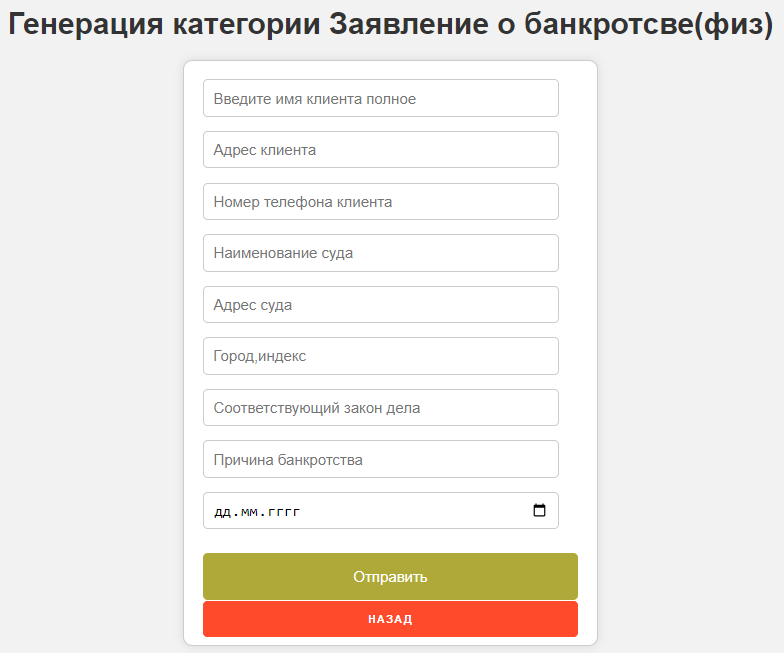 Генерация категории Заявление о банкротсве(физ)
Введите имя клиента полное
Адрес клиента
Номер телефона клиента
Наименование суда
Адрес суда
Город,индекс
Соответствующий закон дела
Причина банкротства
дд.мм.гггг
Отправить
НАЗАД